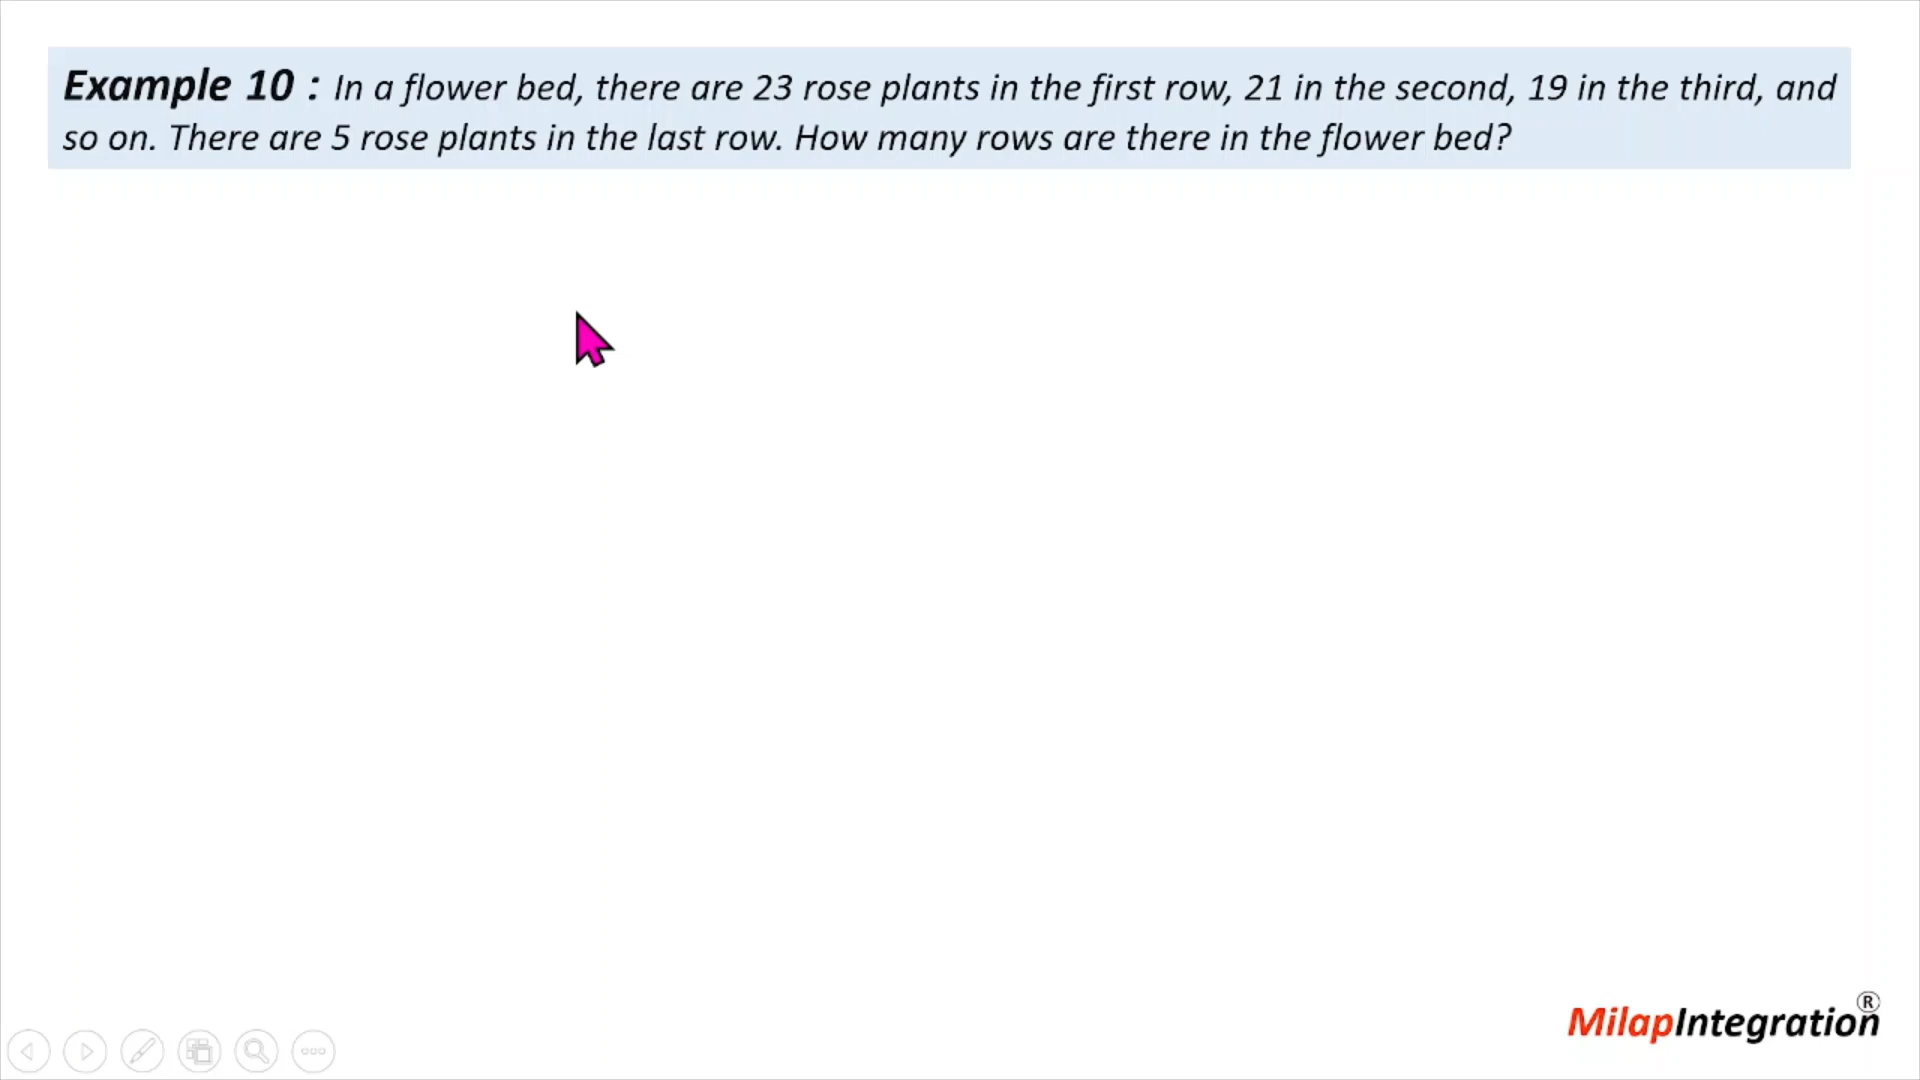 Example 10 : In a flower bed, there are 23 rose plants in the first row, 21 in the second, 19 in the third, and
so on. There are 5 rose plants in the last row. How many rows are there in the flower bed?
MilapIntegration®